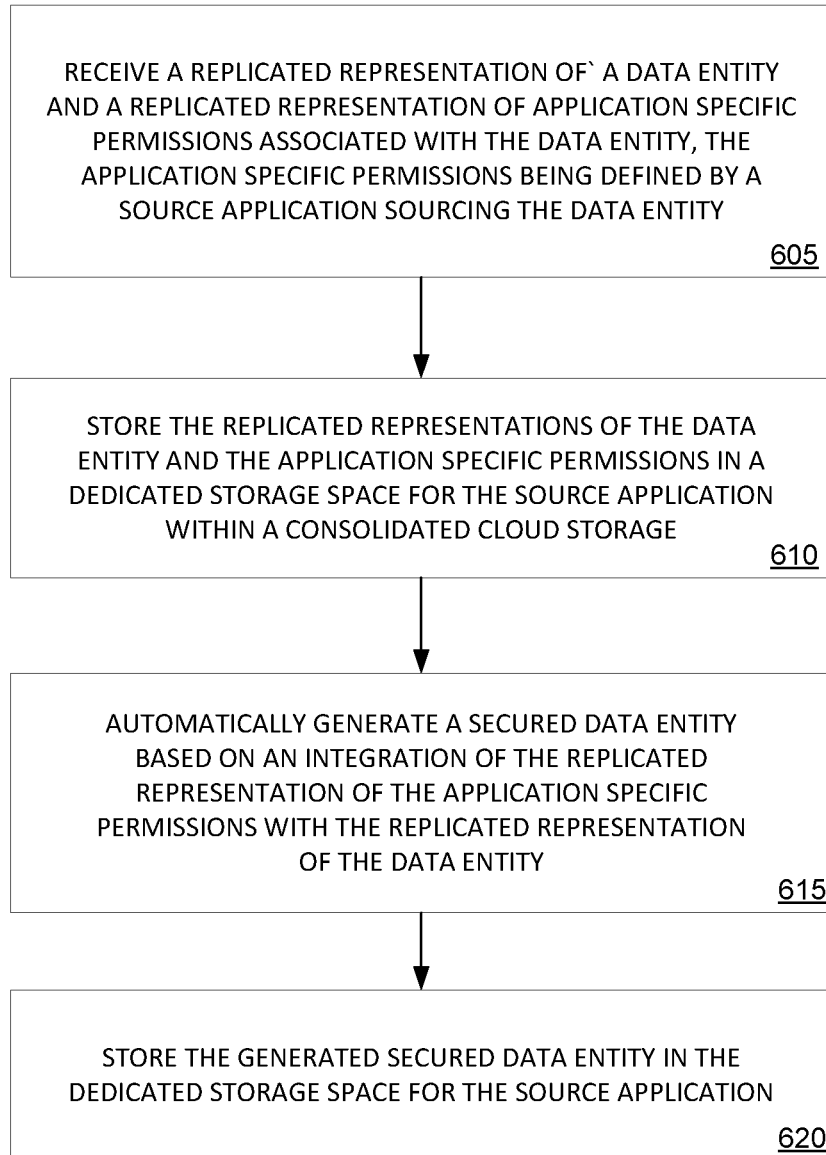 RECEIVE A REPLICATED REPRESENTATION OF` A DATA ENTITY
AND A REPLICATED REPRESENTATION OF APPLICATION SPECIFIC
PERMISSIONS ASSOCIATED WITH THE DATA ENTITY, THE
APPLICATION SPECIFIC PERMISSIONS BEING DEFINED BY A
SOURCE APPLICATION SOURCING THE DATA ENTITY
605
STORE THE REPLICATED REPRESENTATIONS OF THE DATA
ENTITY AND THE APPLICATION SPECIFIC PERMISSIONS IN A
DEDICATED STORAGE SPACE FOR THE SOURCE APPLICATION
WITHIN A CONSOLIDATED CLOUD STORAGE
610
AUTOMATICALLY GENERATE A SECURED DATA ENTITY
BASED ON AN INTEGRATION OF THE REPLICATED
REPRESENTATION OF THE APPLICATION SPECIFIC
PERMISSIONS WITH THE REPLICATED REPRESENTATION
OF THE DATA ENTITY
615
STORE THE GENERATED SECURED DATA ENTITY IN THE
DEDICATED STORAGE SPACE FOR THE SOURCE APPLICATION
620